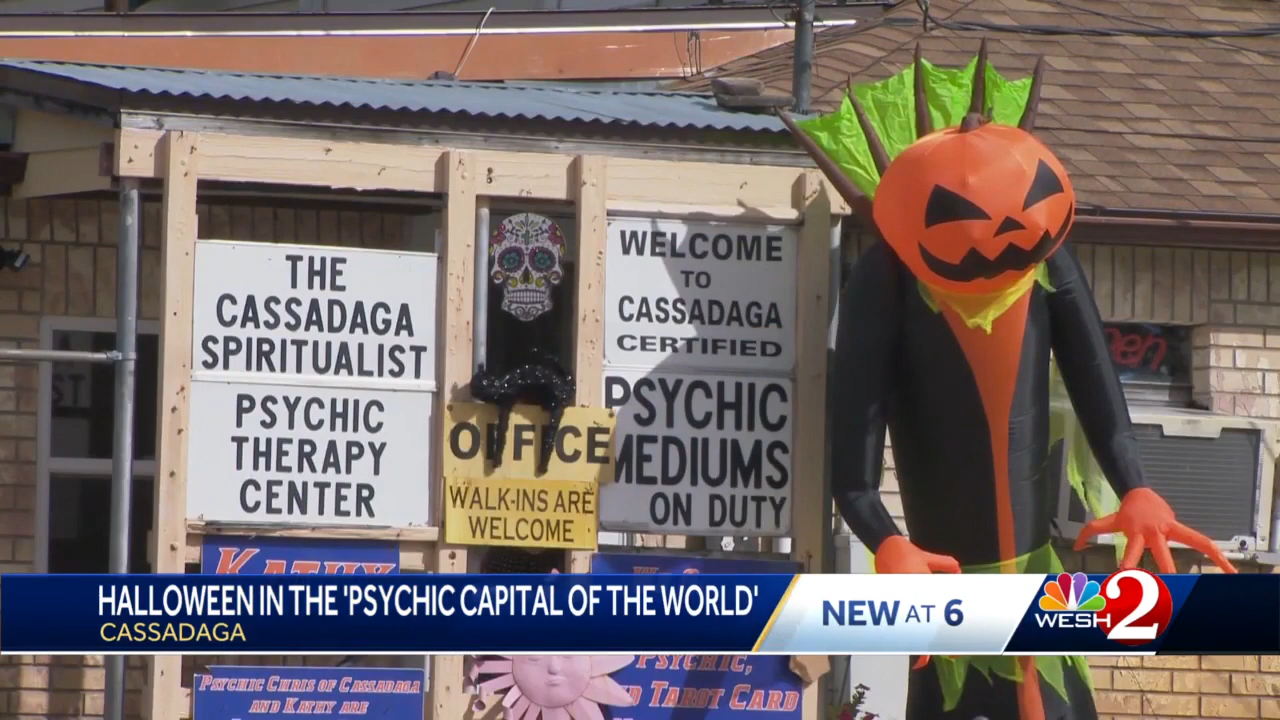 THE
CASSADAGA
SPIRITUALIST
PSYCHIC
THERAPY
CENTER
OFFICE
WALK-INS ARE
WELCOME
WELCOME
TO
CASSADAGA
CERTIFIED
PSYCHIC
MEDIUMS
ON DUTY
KATHY
HALLOWEEN IN THE 'PSYCHIC CAPITAL OF THE WORLD'
CASSADAGA
NEW AT 6
WESH 2
PSYCHIC CHRIS OF CASSADAGA
AND KATHY ARE
PSYCHIC,
TAROT CARD